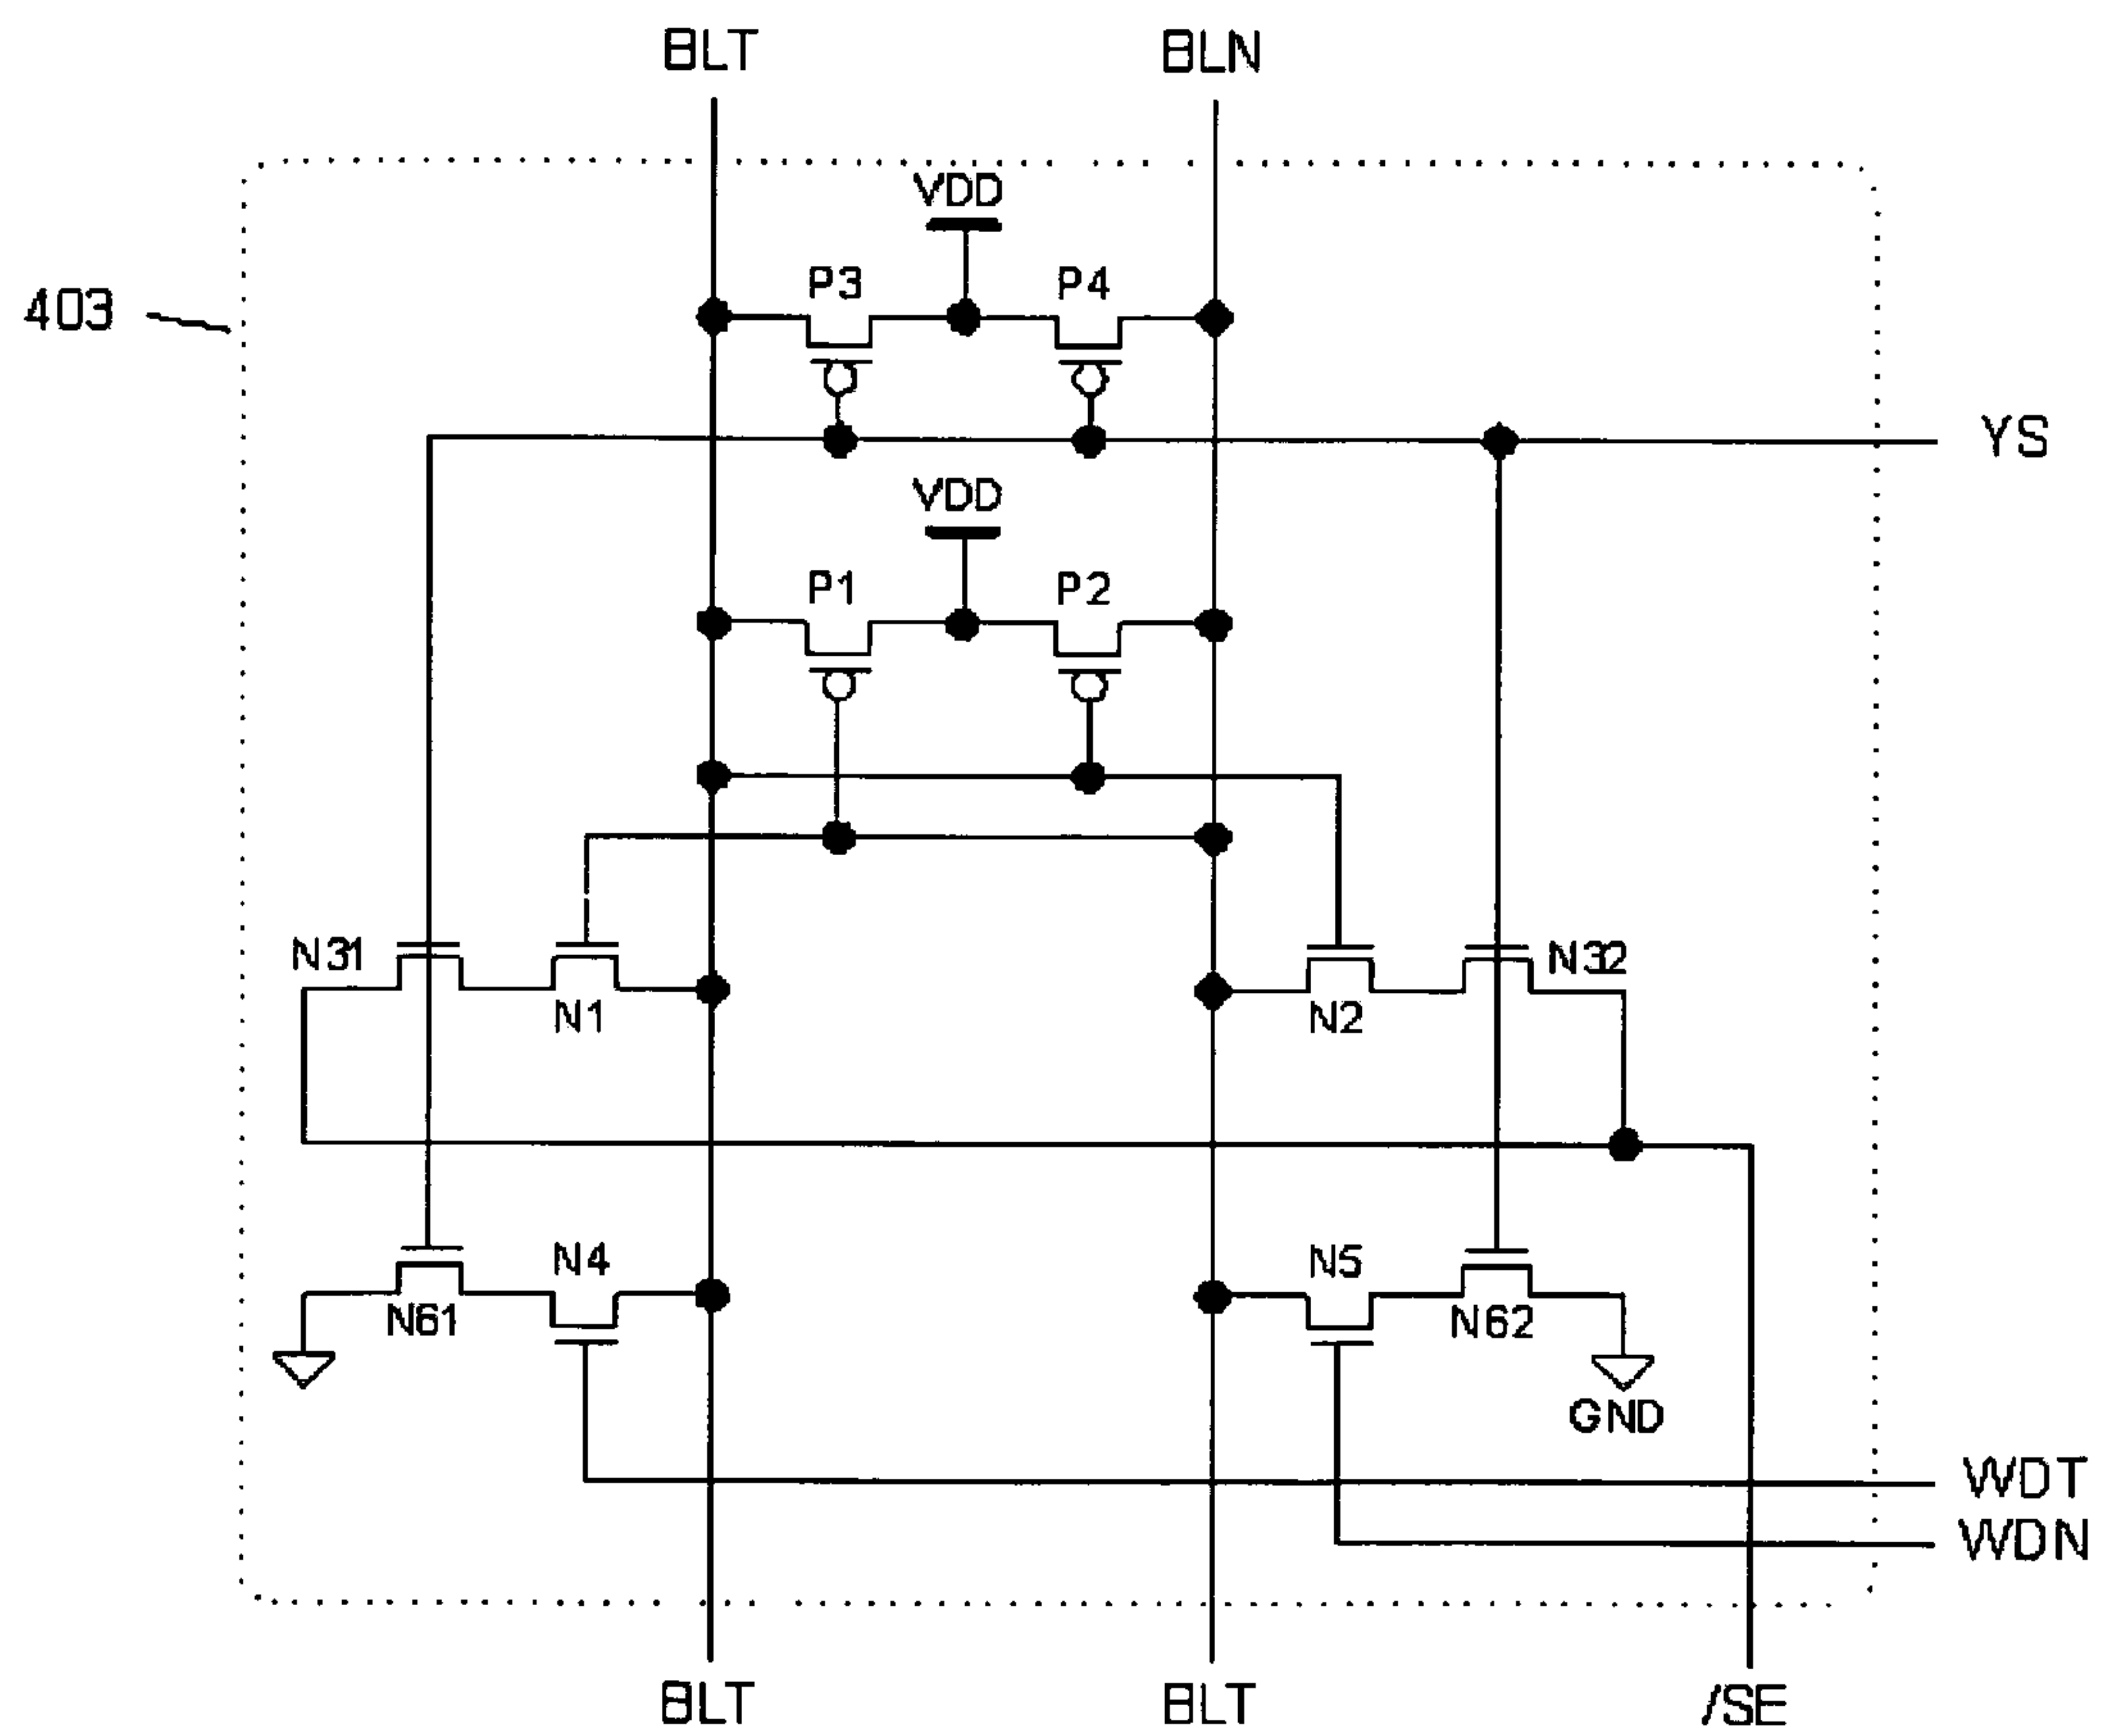 BLT BLN
VDD
403
P3 P4
YS
VDD
P1 P2
N31 N32
N1 N2
N4 N5
N61 N62
GND
WDT
WDN
BLT BLT /SE